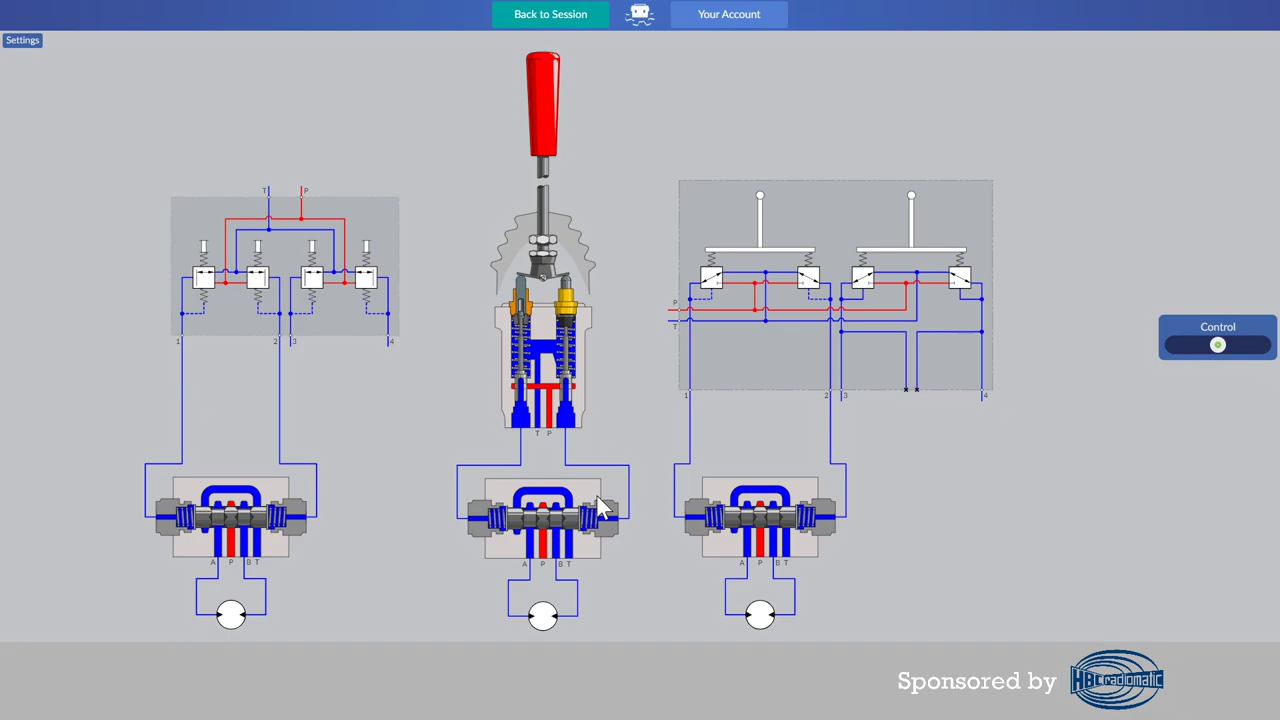 Back to Session
Your Account
Settings
T P
1 2 3 4
T P
P
T
1 2 3 4
Control
A P B T
A P B T
A P B T
Sponsored by
HBC radiomatic